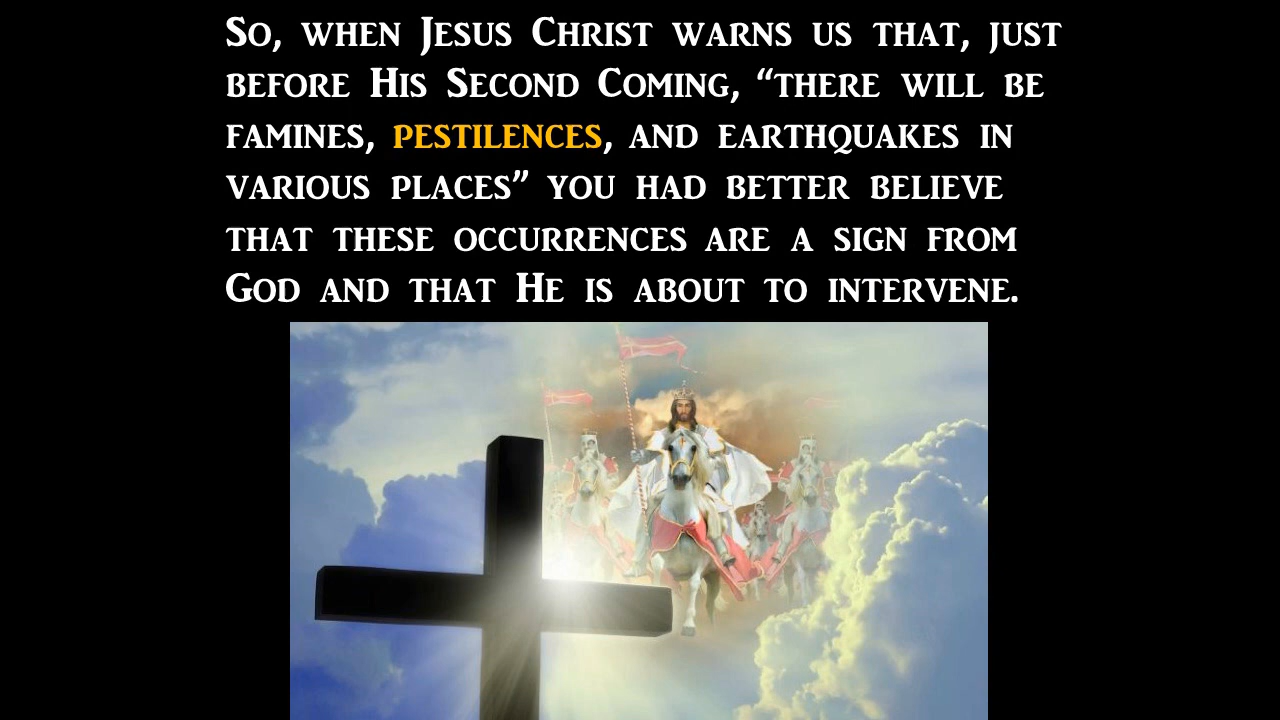 So, when Jesus Christ warns us that, just
before His Second Coming, “there will be
famines, pestilences, and earthquakes in
various places” you had better believe
that these occurrences are a sign from
God and that He is about to intervene.